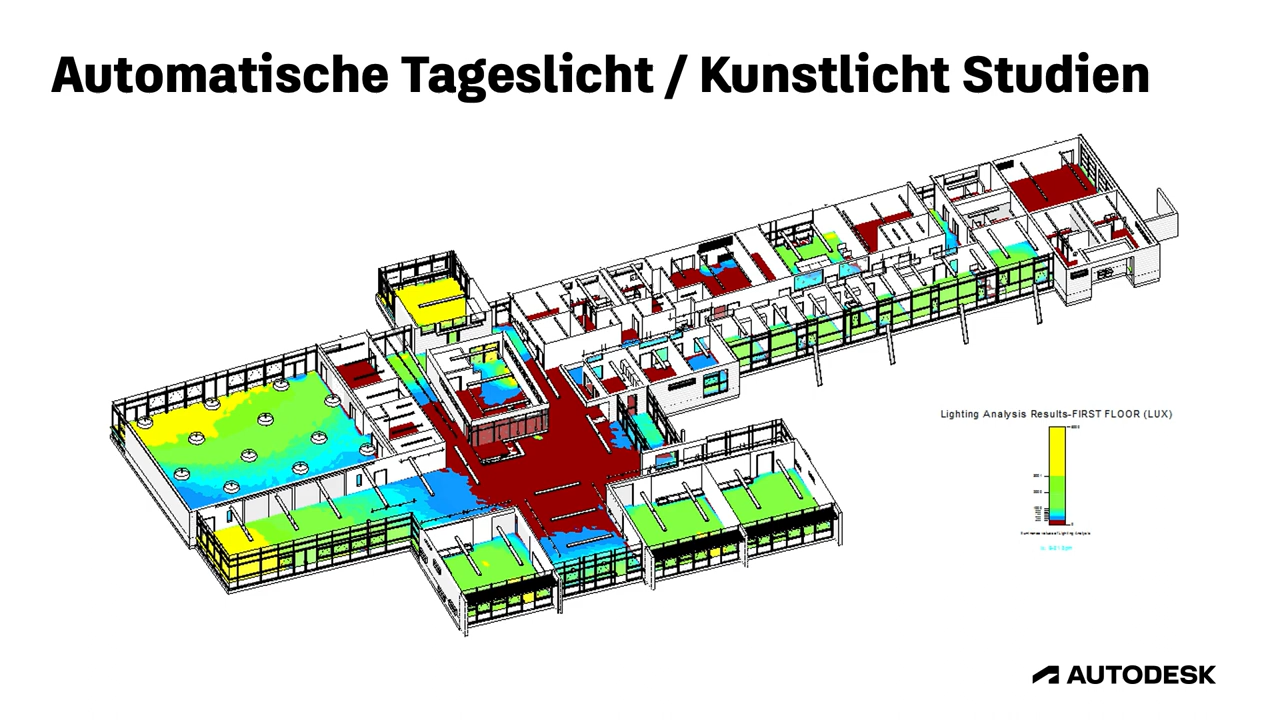 Automatische Tageslicht / Kunstlicht Studien
Lighting Analysis Results-FIRST FLOOR (LUX)
AUTODESK